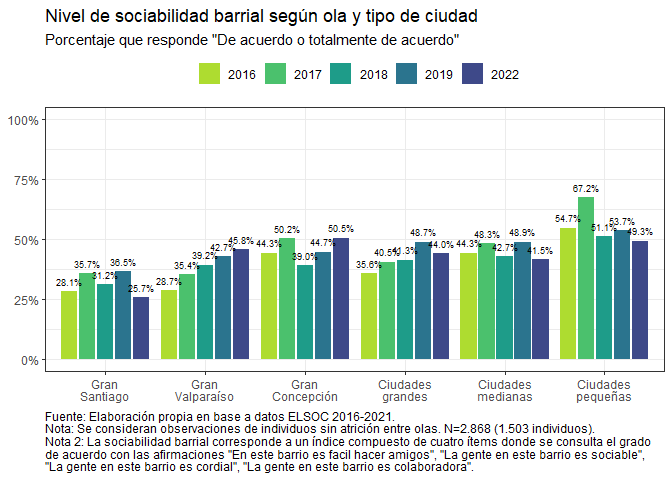 Nivel de sociabilidad barrial según ola y tipo de ciudad
Porcentaje que responde "De acuerdo o totalmente de acuerdo"
2016 2017 2018 2019 2022
100%
75%
50%
25%
0%
28.1% 35.7% 31.2% 36.5% 25.7%
28.7% 35.4% 39.2% 42.7% 45.8%
44.3% 50.2% 39.0% 44.7% 50.5%
35.6% 40.5% 41.3% 48.7% 44.0%
44.3% 48.3% 42.7% 48.9% 41.5%
54.7% 67.2% 51.1% 53.7% 49.3%
Gran
Santiago
Gran
Valparaíso
Gran
Concepción
Ciudades
grandes
Ciudades
medianas
Ciudades
pequeñas
Fuente: Elaboración propia en base a datos ELSOC 2016-2021.
Nota: Se consideran observaciones de individuos sin atrición entre olas. N=2.868 (1.503 individuos).
Nota 2: La sociabilidad barrial corresponde a un índice compuesto de cuatro ítems donde se consulta el grado
de acuerdo con las afirmaciones "En este barrio es facil hacer amigos", "La gente en este barrio es sociable",
"La gente en este barrio es cordial", "La gente en este barrio es colaboradora".